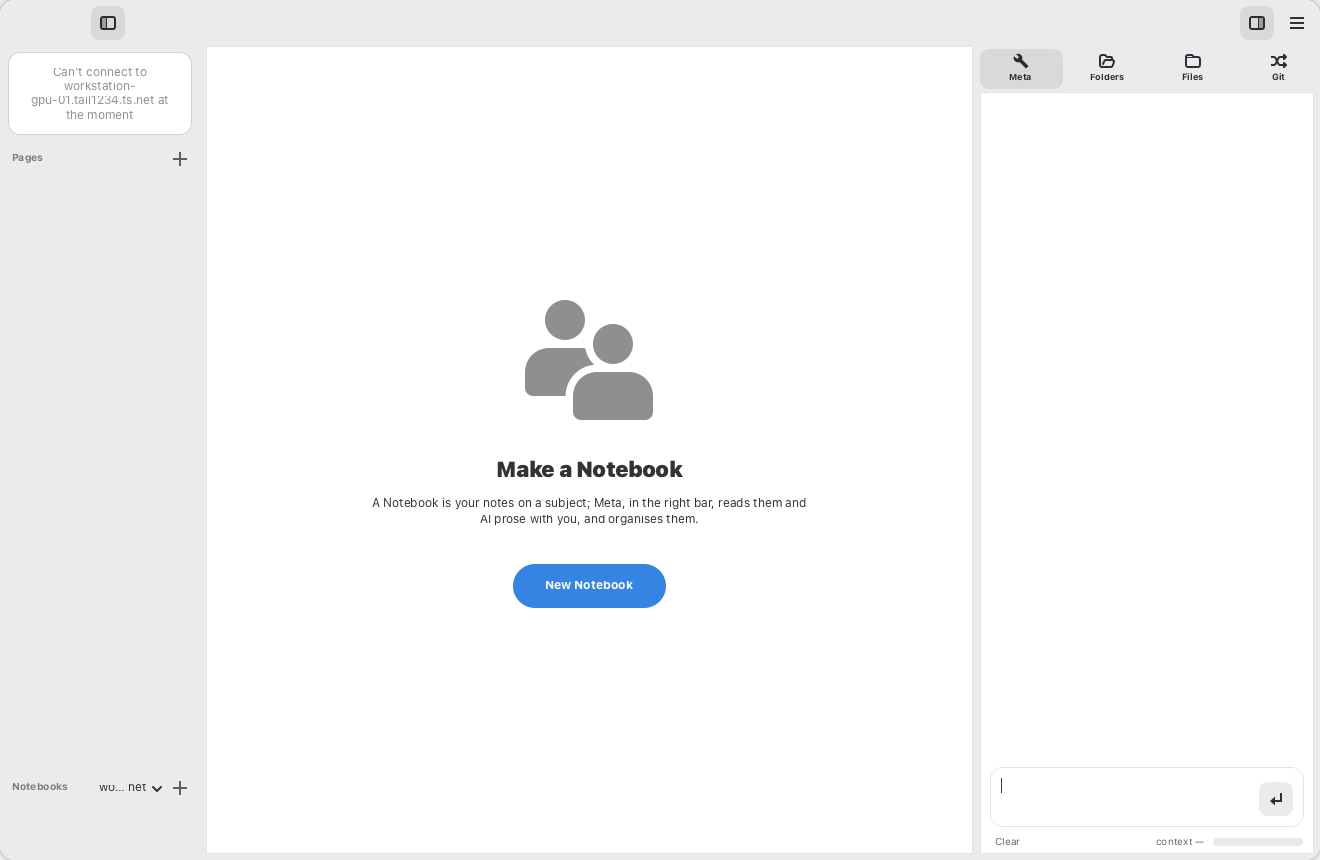 Can't connect to
workstation-
gpu-01.tail1234.ts.net at
the moment
Pages
Make a Notebook
A Notebook is your notes on a subject; Meta, in the right bar, reads them and
AI prose with you, and organises them.
New Notebook
Meta
Folders
Files
Git
Notebooks
wo... net
Clear
context —